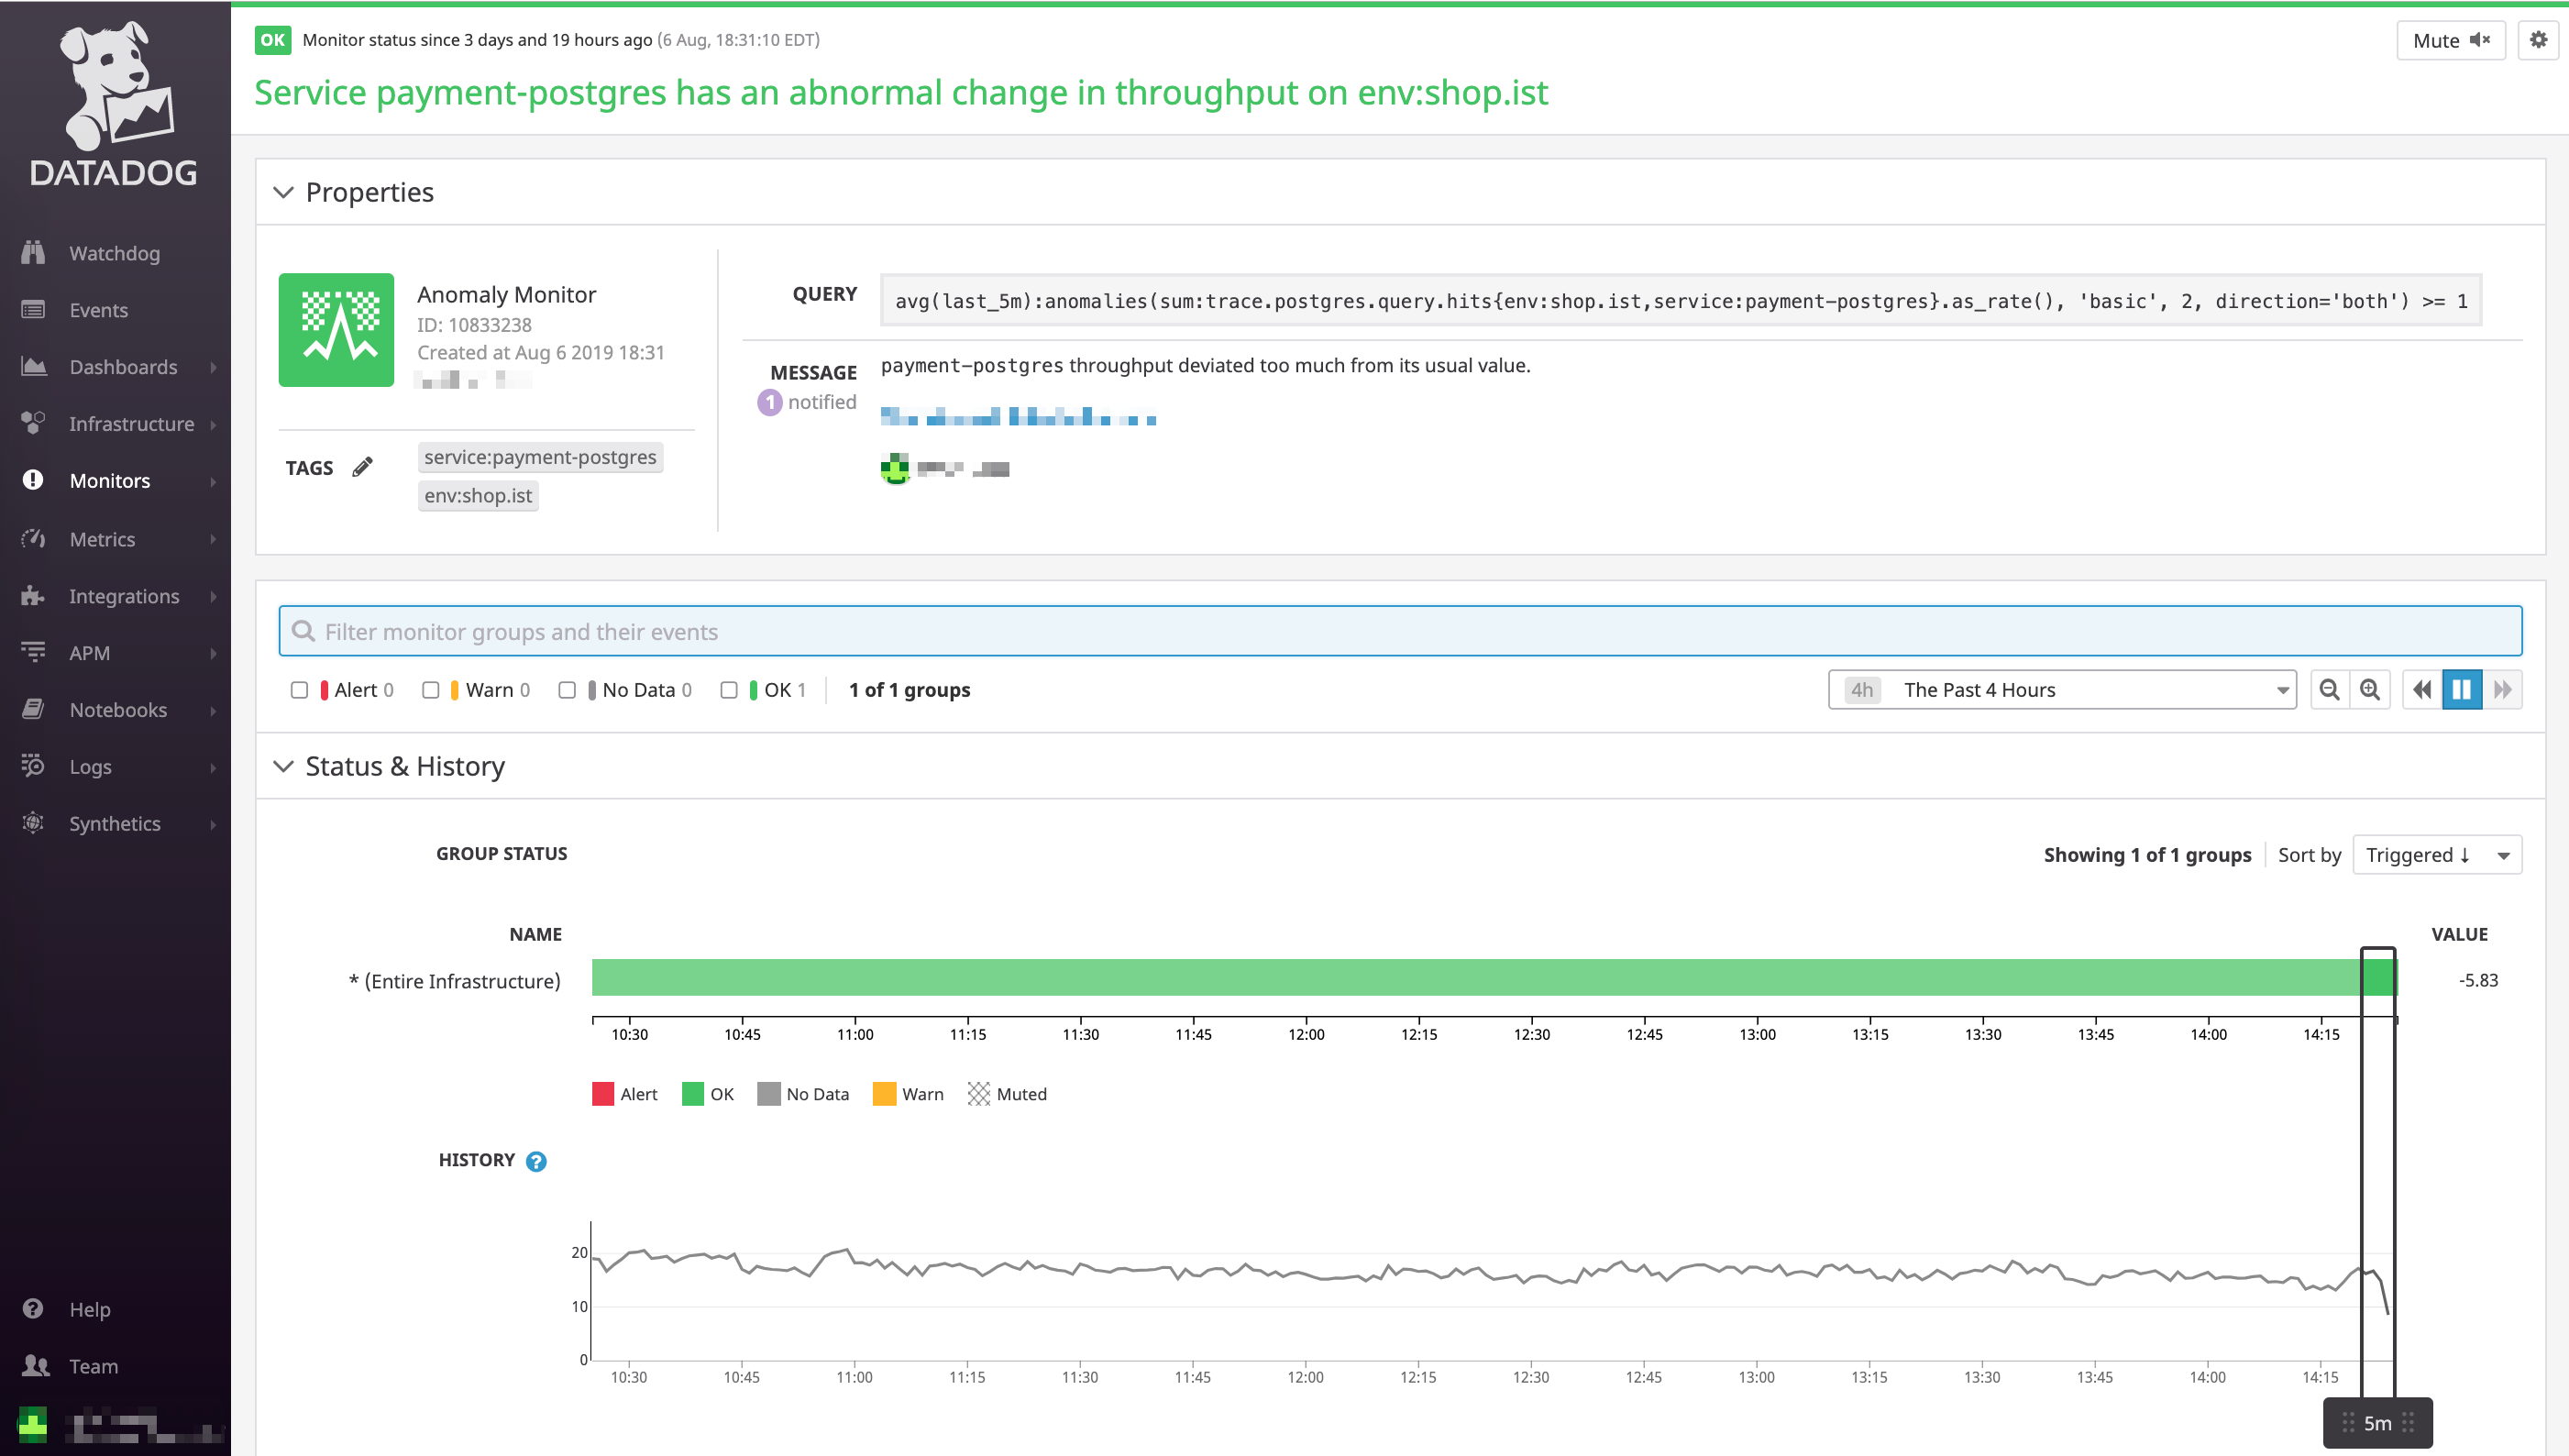 DATADOG
Watchdog
Events
Dashboards
Infrastructure
Monitors
Metrics
Integrations
APM
Notebooks
Logs
Synthetics
Help
Team
OK Monitor status since 3 days and 19 hours ago (6 Aug, 18:31:10 EDT)
Mute
Service payment-postgres has an abnormal change in throughput on env:shop.ist
Properties
Anomaly Monitor
ID: 10833238
Created at Aug 6 2019 18:31
TAGS
service:payment-postgres
env:shop.ist
QUERY
avg(last_5m):anomalies(sum:trace.postgres.query.hits{env:shop.ist,service:payment-postgres}.as_rate(), 'basic', 2, direction='both') >= 1
MESSAGE
1 notified
payment-postgres throughput deviated too much from its usual value.
Filter monitor groups and their events
Alert 0 Warn 0 No Data 0 OK 1 1 of 1 groups
4h The Past 4 Hours
Status & History
GROUP STATUS
Showing 1 of 1 groups Sort by Triggered ↓
NAME
VALUE
* (Entire Infrastructure)
-5.83
10:30 10:45 11:00 11:15 11:30 11:45 12:00 12:15 12:30 12:45 13:00 13:15 13:30 13:45 14:00 14:15
Alert OK No Data Warn Muted
HISTORY ?
20
10
0
10:30 10:45 11:00 11:15 11:30 11:45 12:00 12:15 12:30 12:45 13:00 13:15 13:30 13:45 14:00 14:15
5m